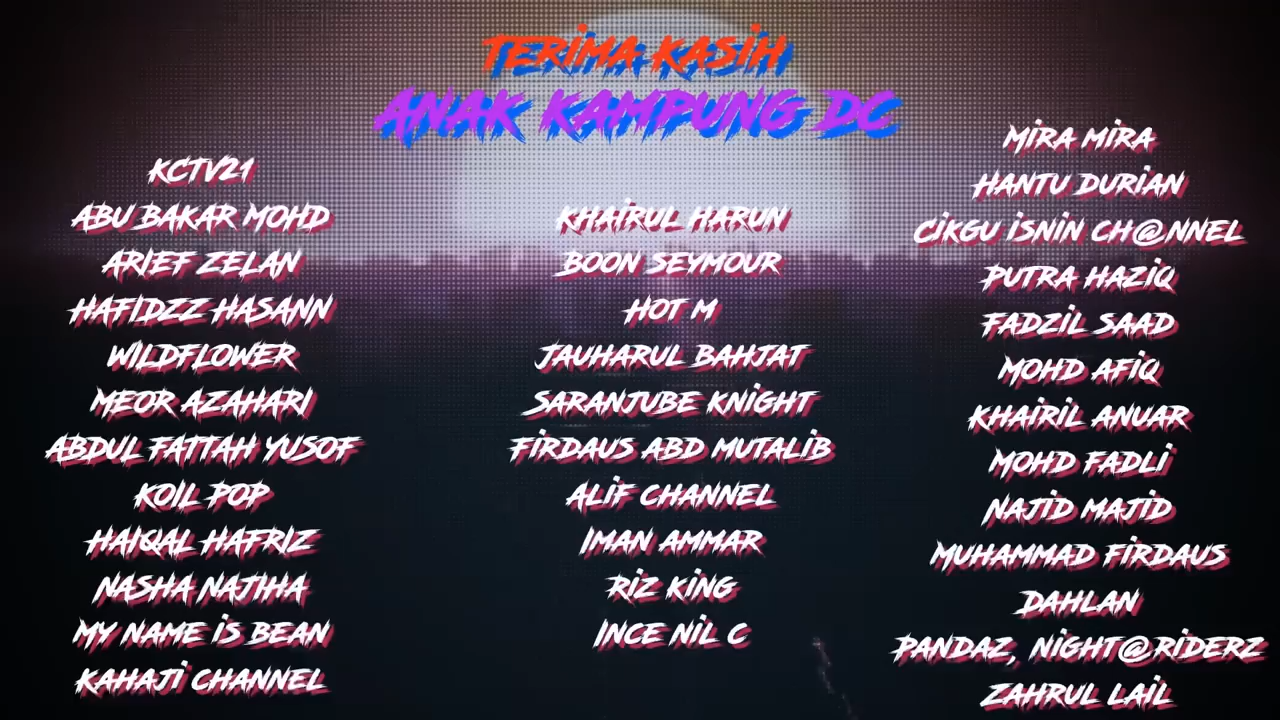 TERIMA KASIH
ANAK KAMPUNG DC
KCTV21
ABU BAKAR MOHD
ARIEF ZELAN
HAFIDZZ HASANN
WILDFLOWER
MEOR AZAHARI
ABDUL FATTAH YUSOF
KOIL POP
HAIQAL HAFRIZ
NASHA NAJIHA
MY NAME iS BEAN
KAHAJi CHANNEL
KHAiRUL HARUN
BOON SEYMOUR
HOT M
JAUHARUL BAHJAT
SARANJUBE KNiGHT
FiRDAUS ABD MUTALIB
ALiF CHANNEL
IMAN AMMAR
RiZ KiNG
INCE NiL C
MiRA MiRA
HANTU DURiAN
CiKGU iSNiN CH@NNEL
PUTRA HAZiQ
FADZiL SAAD
MOHD AFiQ
KHAiRiL ANUAR
MOHD FADLi
NAJiD MAJiD
MUHAMMAD FiRDAUS
DAHLAN
PANDAZ, NiGHT@RiDERZ
ZAHRUL LAiL